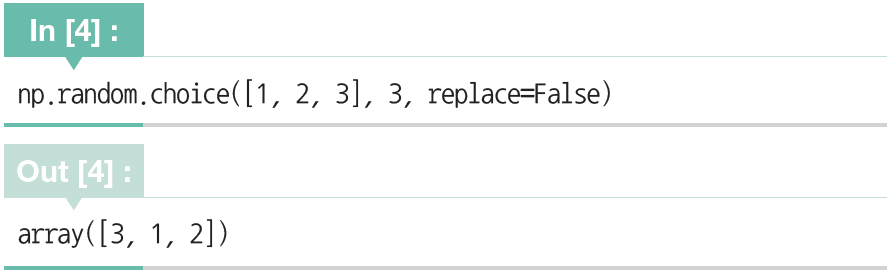 In [4] :
np.random.choice([1, 2, 3], 3, replace=False)
Out [4] :
array([3, 1, 2])